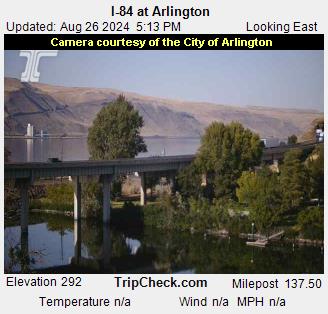 I-84 at Arlington
Updated: Aug 26 2024 5:13 PM Looking East
Camera courtesy of the City of Arlington
Elevation 292 TripCheck.com Milepost 137.50
Temperature n/a Wind n/a MPH n/a